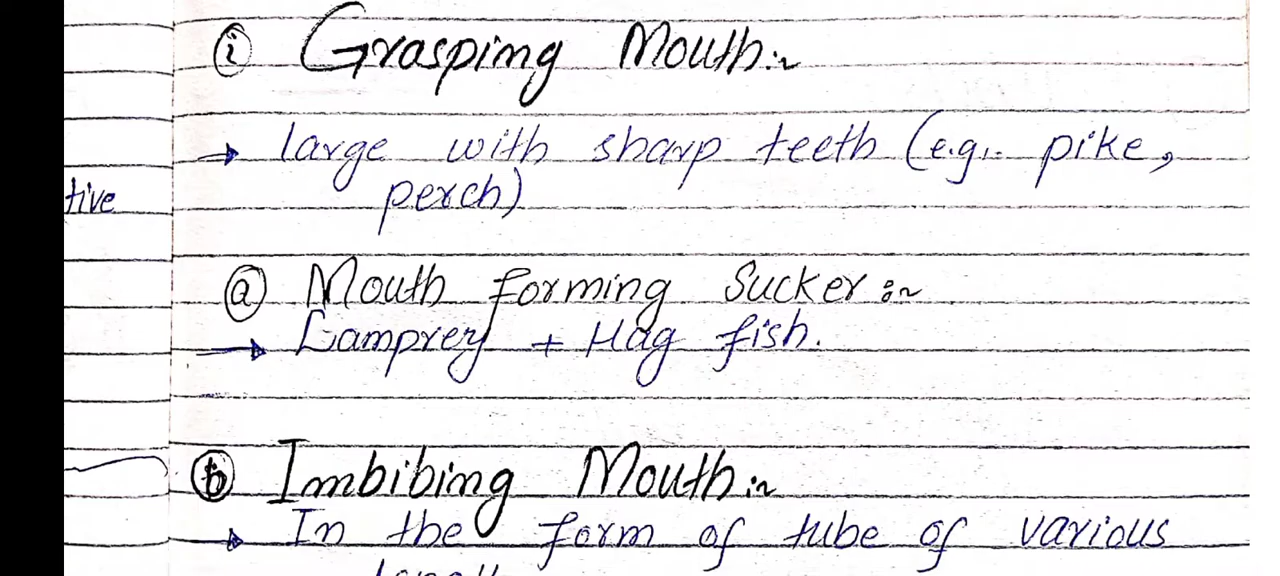 (i) Grasping Mouth:~
→ large with sharp teeth (e.g., pike,
perch)
tive
(a) Mouth forming Sucker:~
→ Lamprey + Hag fish.
(b) Imbibing Mouth:~
→ In the form of tube of various